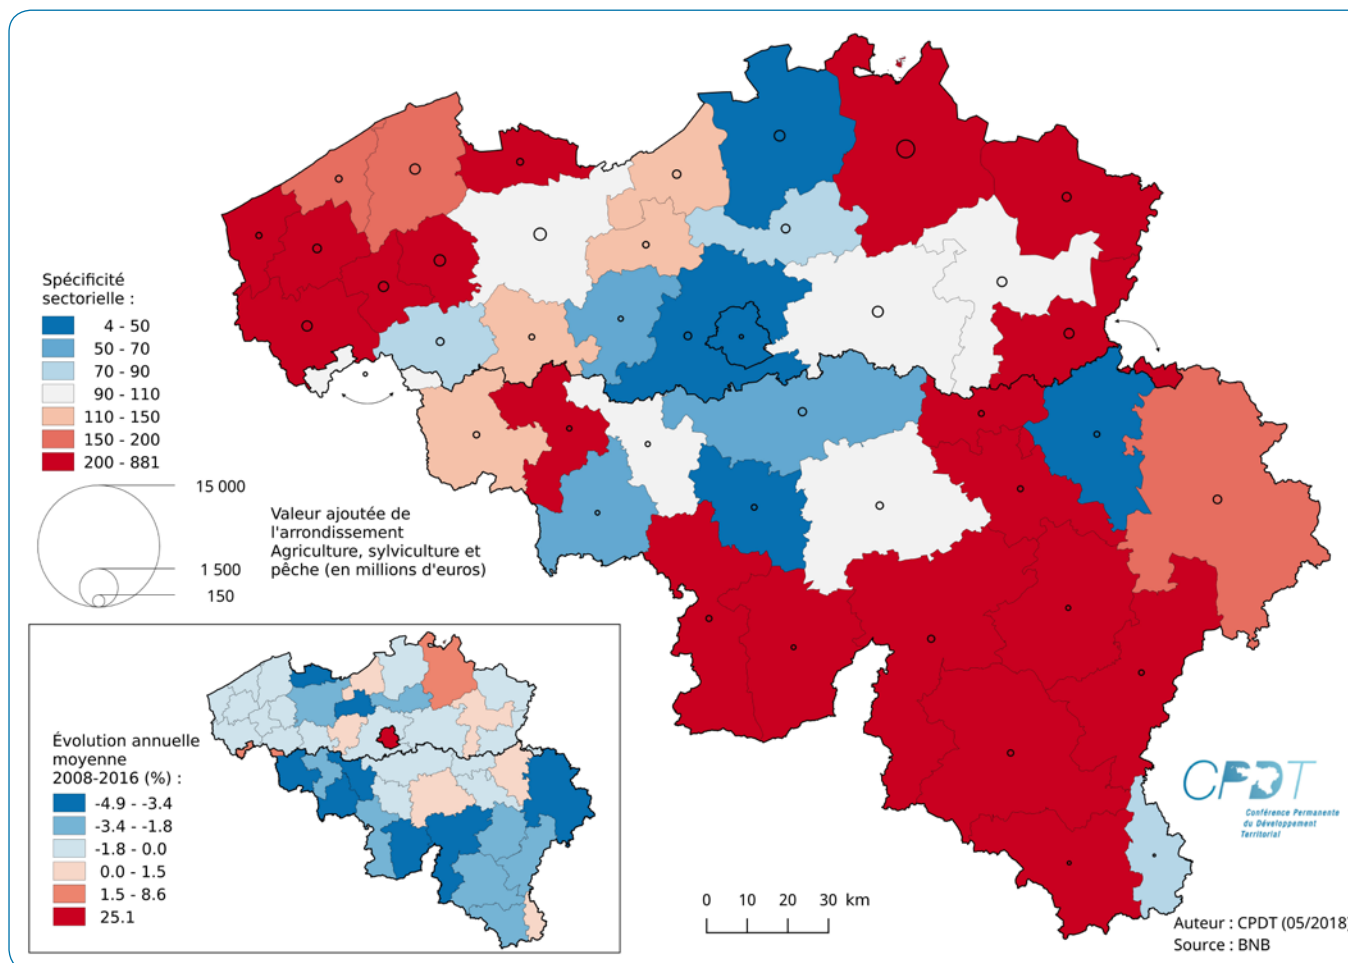 Spécificité
sectorielle :
4 - 50
50 - 70
70 - 90
90 - 110
110 - 150
150 - 200
200 - 881
15 000
1 500
150
Valeur ajoutée de
l'arrondissement
Agriculture, sylviculture et
pêche (en millions d'euros)
Évolution annuelle
moyenne
2008-2016 (%) :
-4.9 - -3.4
-3.4 - -1.8
-1.8 - 0.0
0.0 - 1.5
1.5 - 8.6
25.1
0 10 20 30 km
CPDT
Conférence Permanente
du Développement
Territorial
Auteur : CPDT (05/2018)
Source : BNB